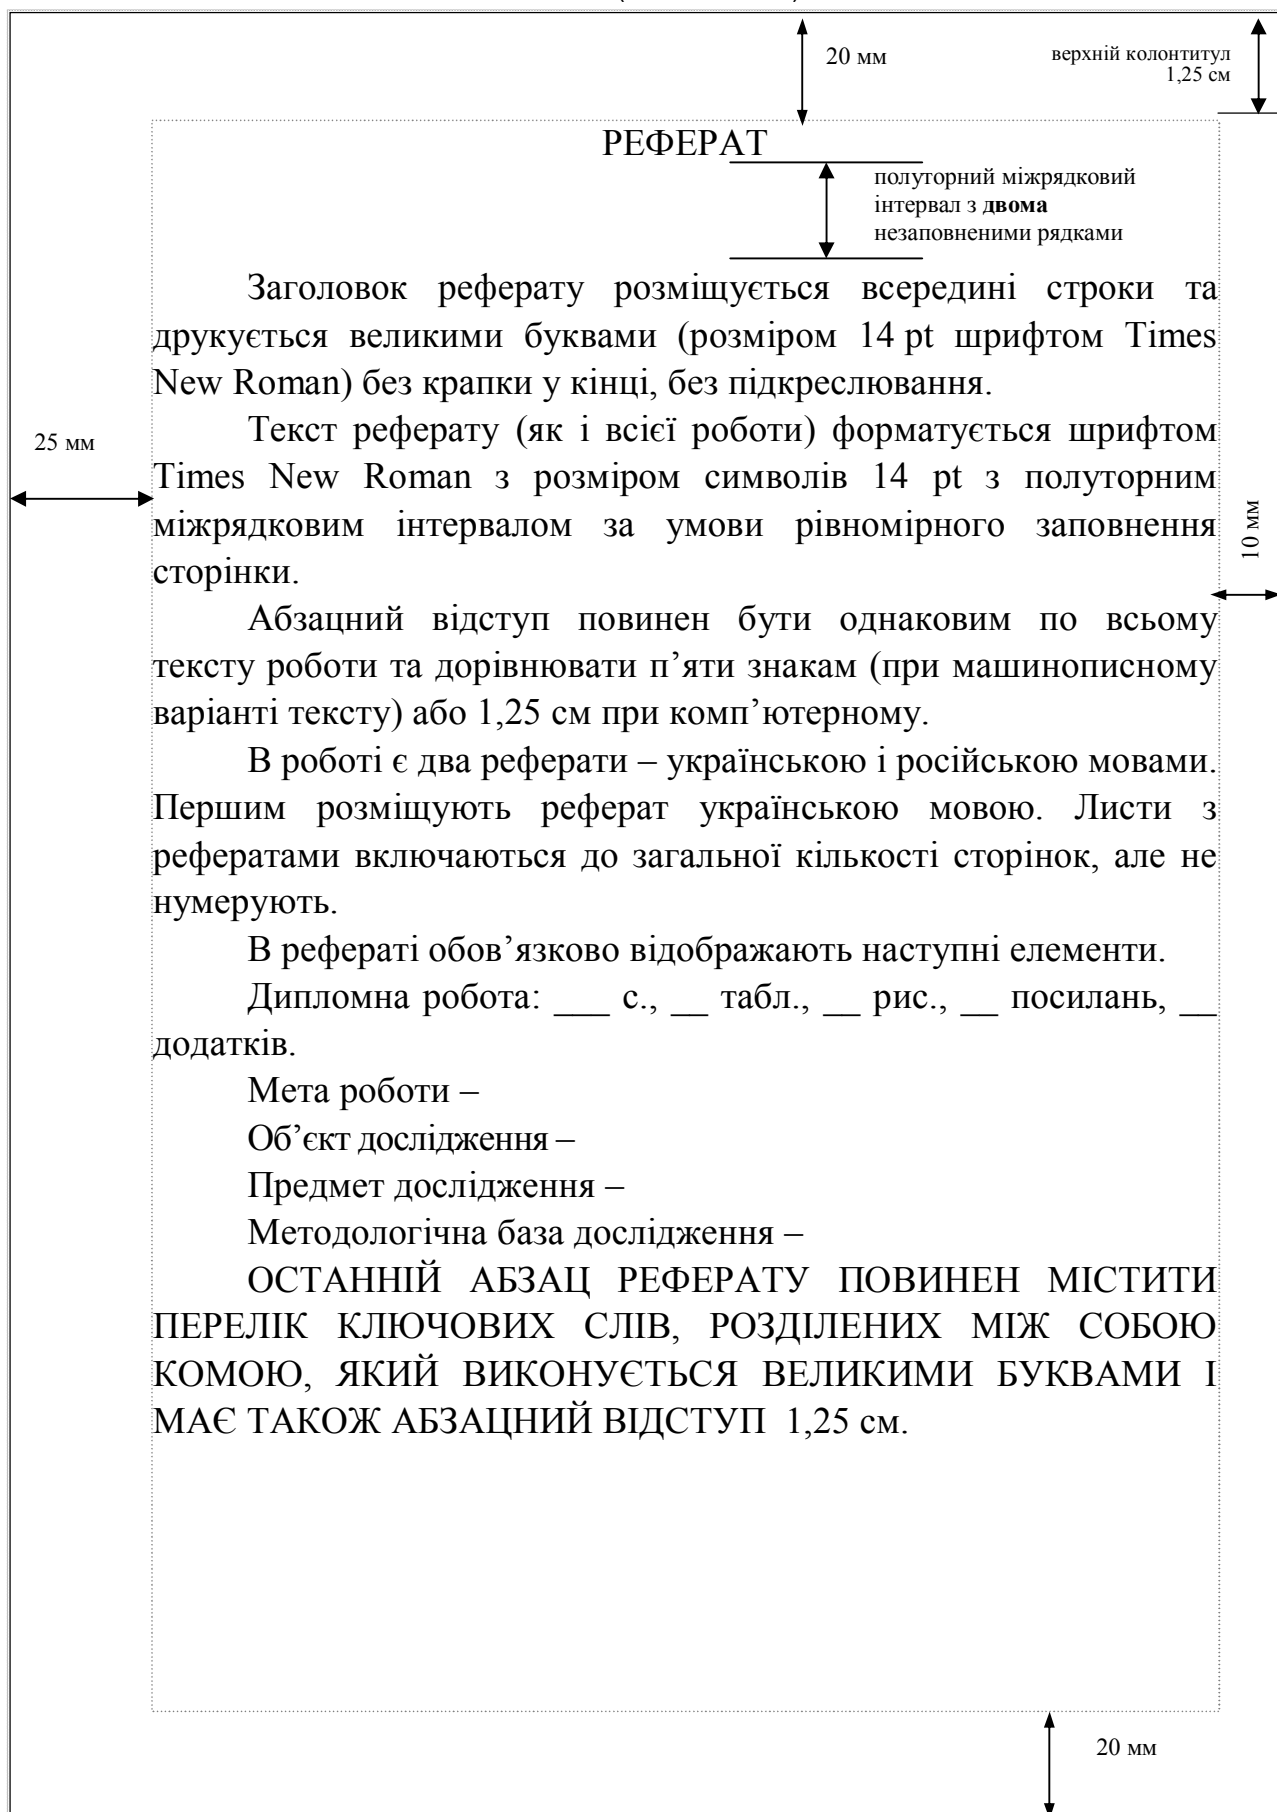 20 мм
верхній колонтитул
1,25 см
РЕФЕРАТ
полуторний міжрядковий
інтервал з двома
незаповненими рядками
Заголовок реферату розміщується всередині строки та
друкується великими буквами (розміром 14 pt шрифтом Times
New Roman) без крапки у кінці, без підкреслювання.
Текст реферату (як і всієї роботи) форматується шрифтом
25 мм
Times New Roman з розміром символів 14 pt з полуторним
міжрядковим інтервалом за умови рівномірного заповнення
10 мм
сторінки.
Абзацний відступ повинен бути однаковим по всьому
тексту роботи та дорівнювати п’яти знакам (при машинописному
варіанті тексту) або 1,25 см при комп’ютерному.
В роботі є два реферати – українською і російською мовами.
Першим розміщують реферат українською мовою. Листи з
рефератами включаються до загальної кількості сторінок, але не
нумерують.
В рефераті обов’язково відображають наступні елементи.
Дипломна робота: ___ с., __ табл., __ рис., __ посилань, __
додатків.
Мета роботи –
Об’єкт дослідження –
Предмет дослідження –
Методологічна база дослідження –
ОСТАННІЙ АБЗАЦ РЕФЕРАТУ ПОВИНЕН МІСТИТИ
ПЕРЕЛІК КЛЮЧОВИХ СЛІВ, РОЗДІЛЕНИХ МІЖ СОБОЮ
КОМОЮ, ЯКИЙ ВИКОНУЄТЬСЯ ВЕЛИКИМИ БУКВАМИ І
МАЄ ТАКОЖ АБЗАЦНИЙ ВІДСТУП 1,25 см.
20 мм